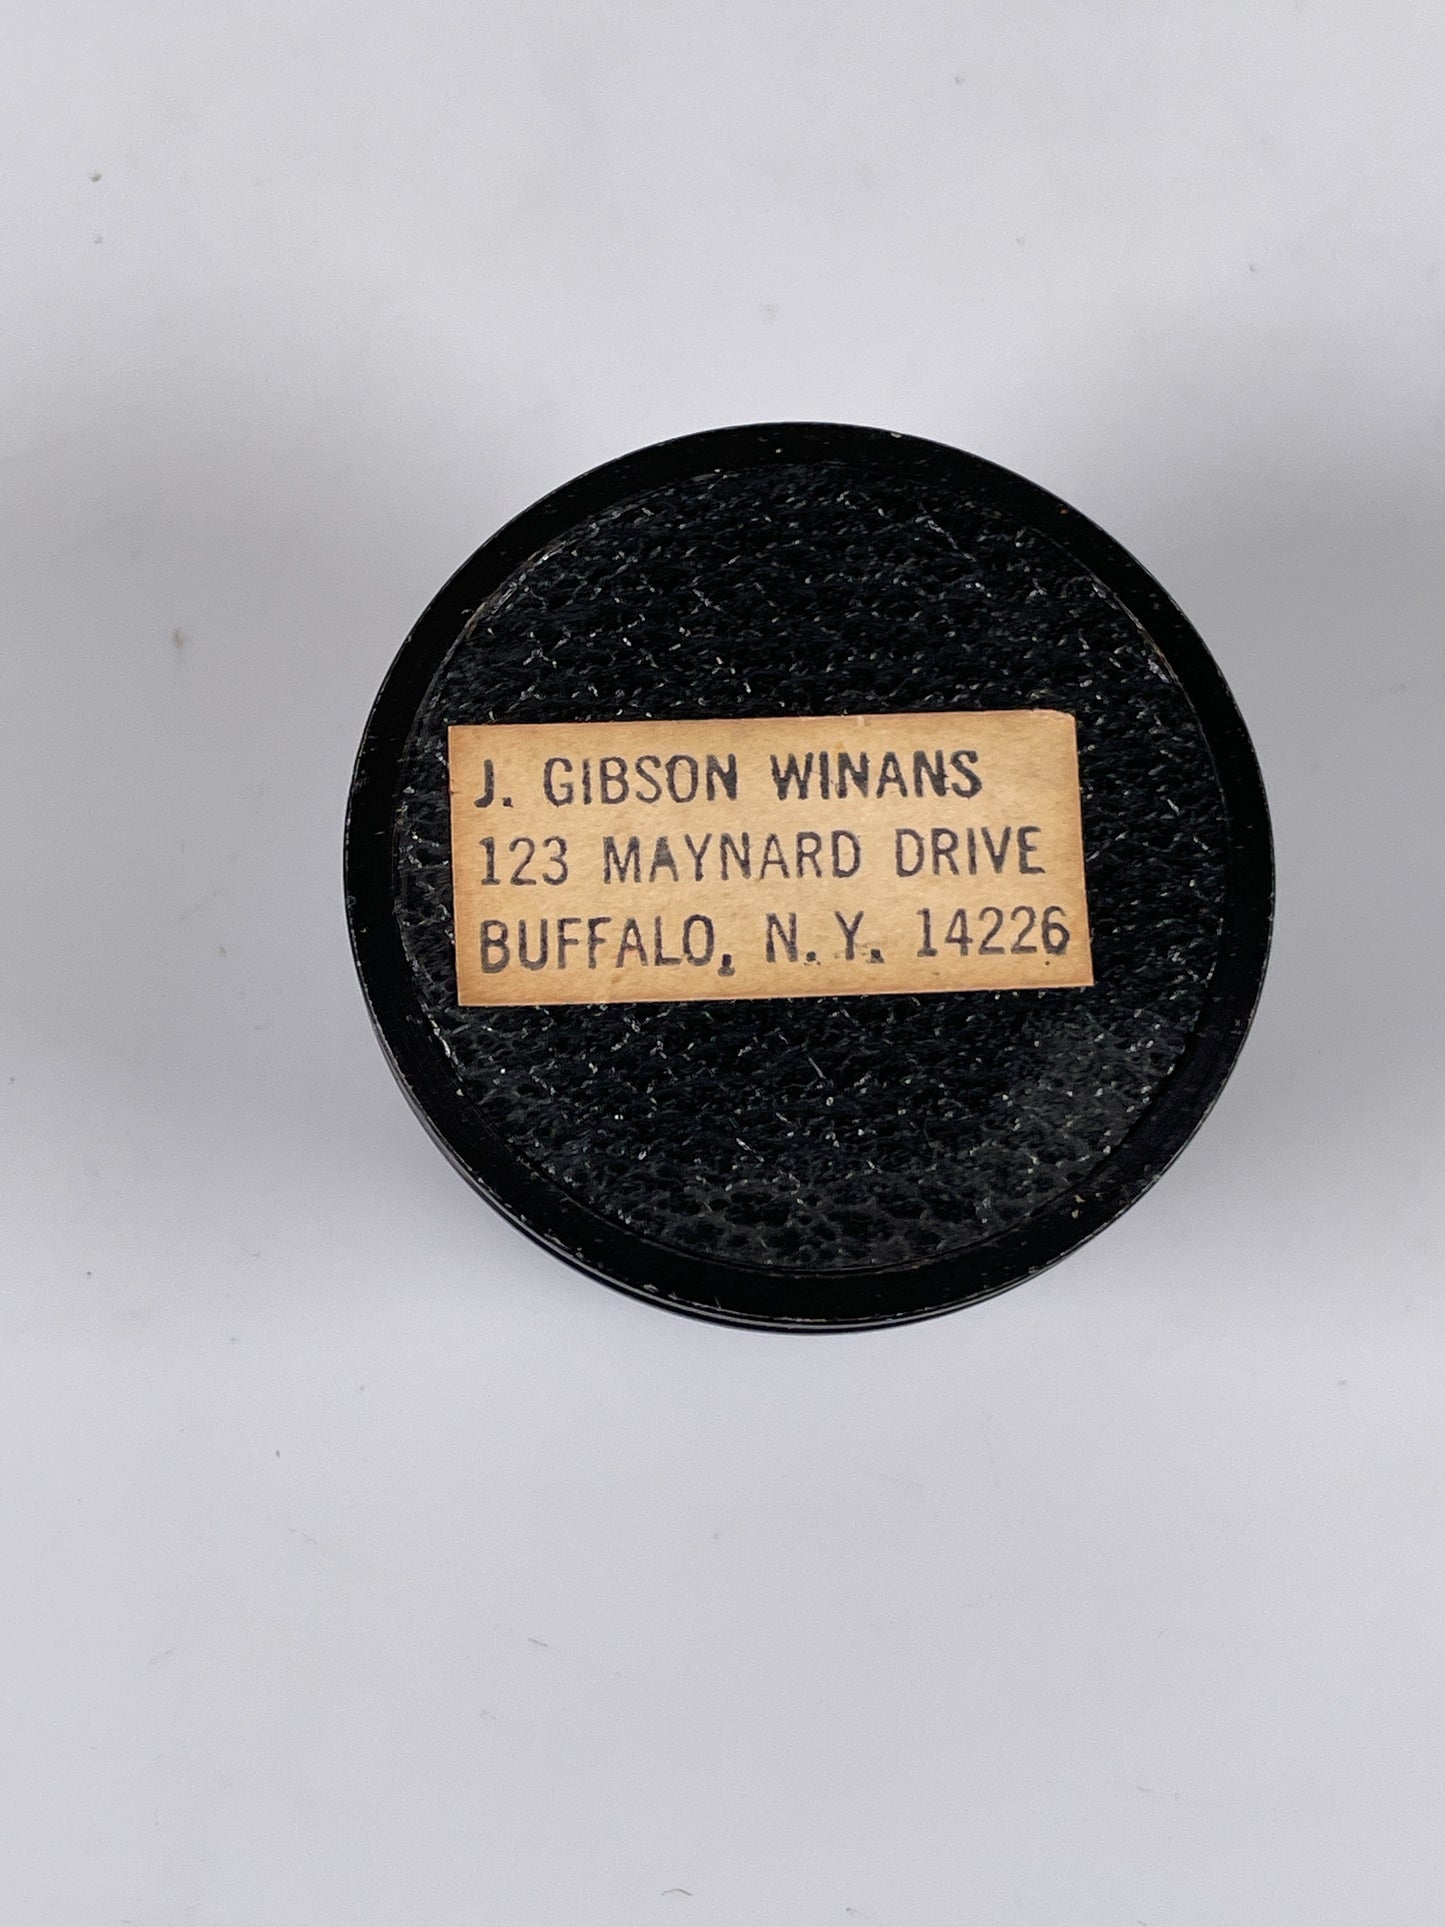 J. GIBSON WINANS
123 MAYNARD DRIVE
BUFFALO, N. Y. 14226